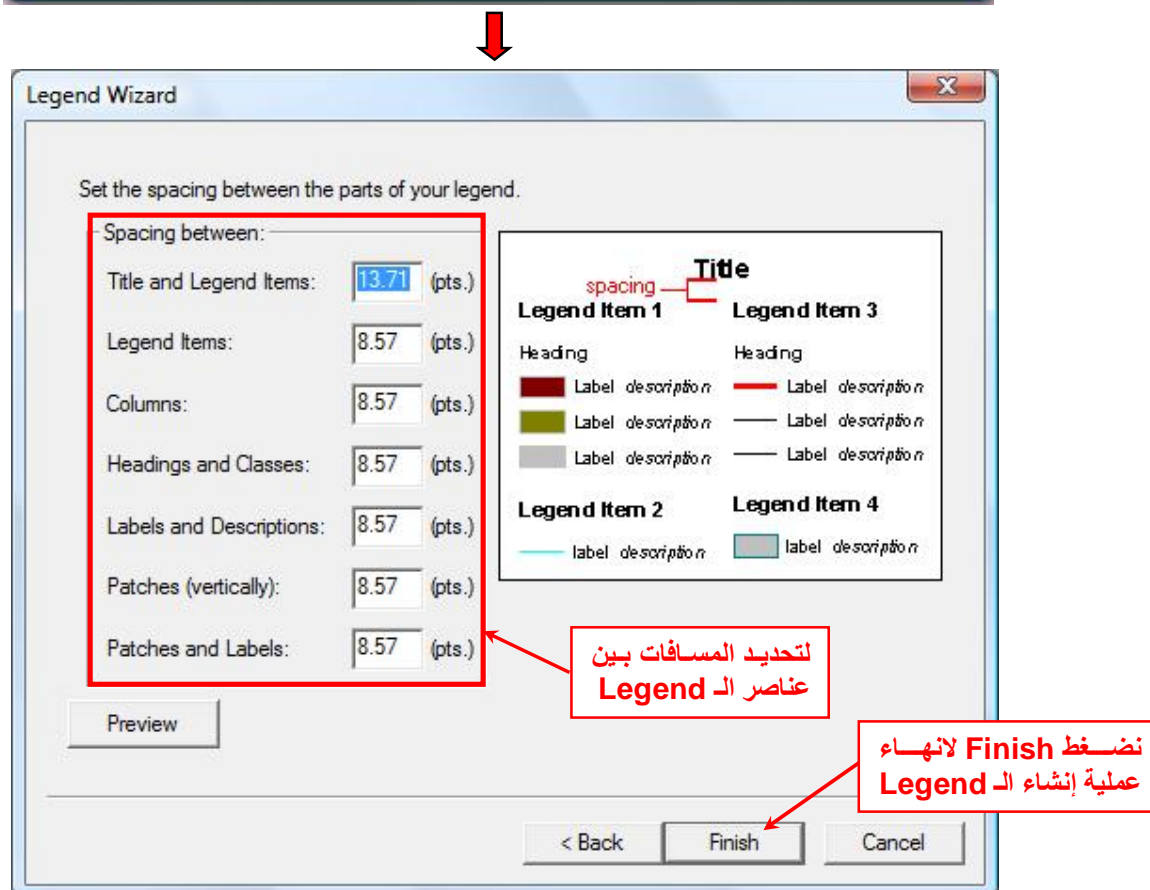 Legend Wizard
Set the spacing between the parts of your legend.
Spacing between:
Title and Legend Items: 13.71 (pts.)
Legend Items: 8.57 (pts.)
Columns: 8.57 (pts.)
Headings and Classes: 8.57 (pts.)
Labels and Descriptions: 8.57 (pts.)
Patches (vertically): 8.57 (pts.)
Patches and Labels: 8.57 (pts.)
Title
spacing
Legend Item 1
Heading
Label description
Label description
Label description
Legend Item 2
label description
Legend Item 3
Heading
Label description
Label description
Label description
Legend Item 4
label description
لتحديد المسافات بين
عناصر الـ Legend
Preview
نضغط Finish لانهاء
عملية إنشاء الـ Legend
< Back
Finish
Cancel